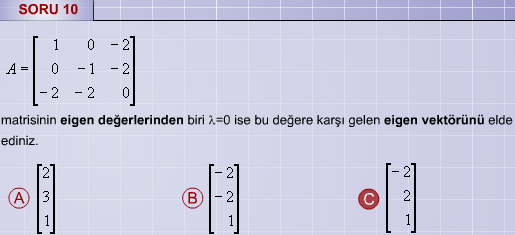 SORU 10
1 0 -2
A = 0 -1 -2
-2 -2 0
matrisinin eigen değerlerinden biri λ=0 ise bu değere karşı gelen eigen vektörünü elde
ediniz.
A 2 3 1
B -2 -2 1
C -2 2 1